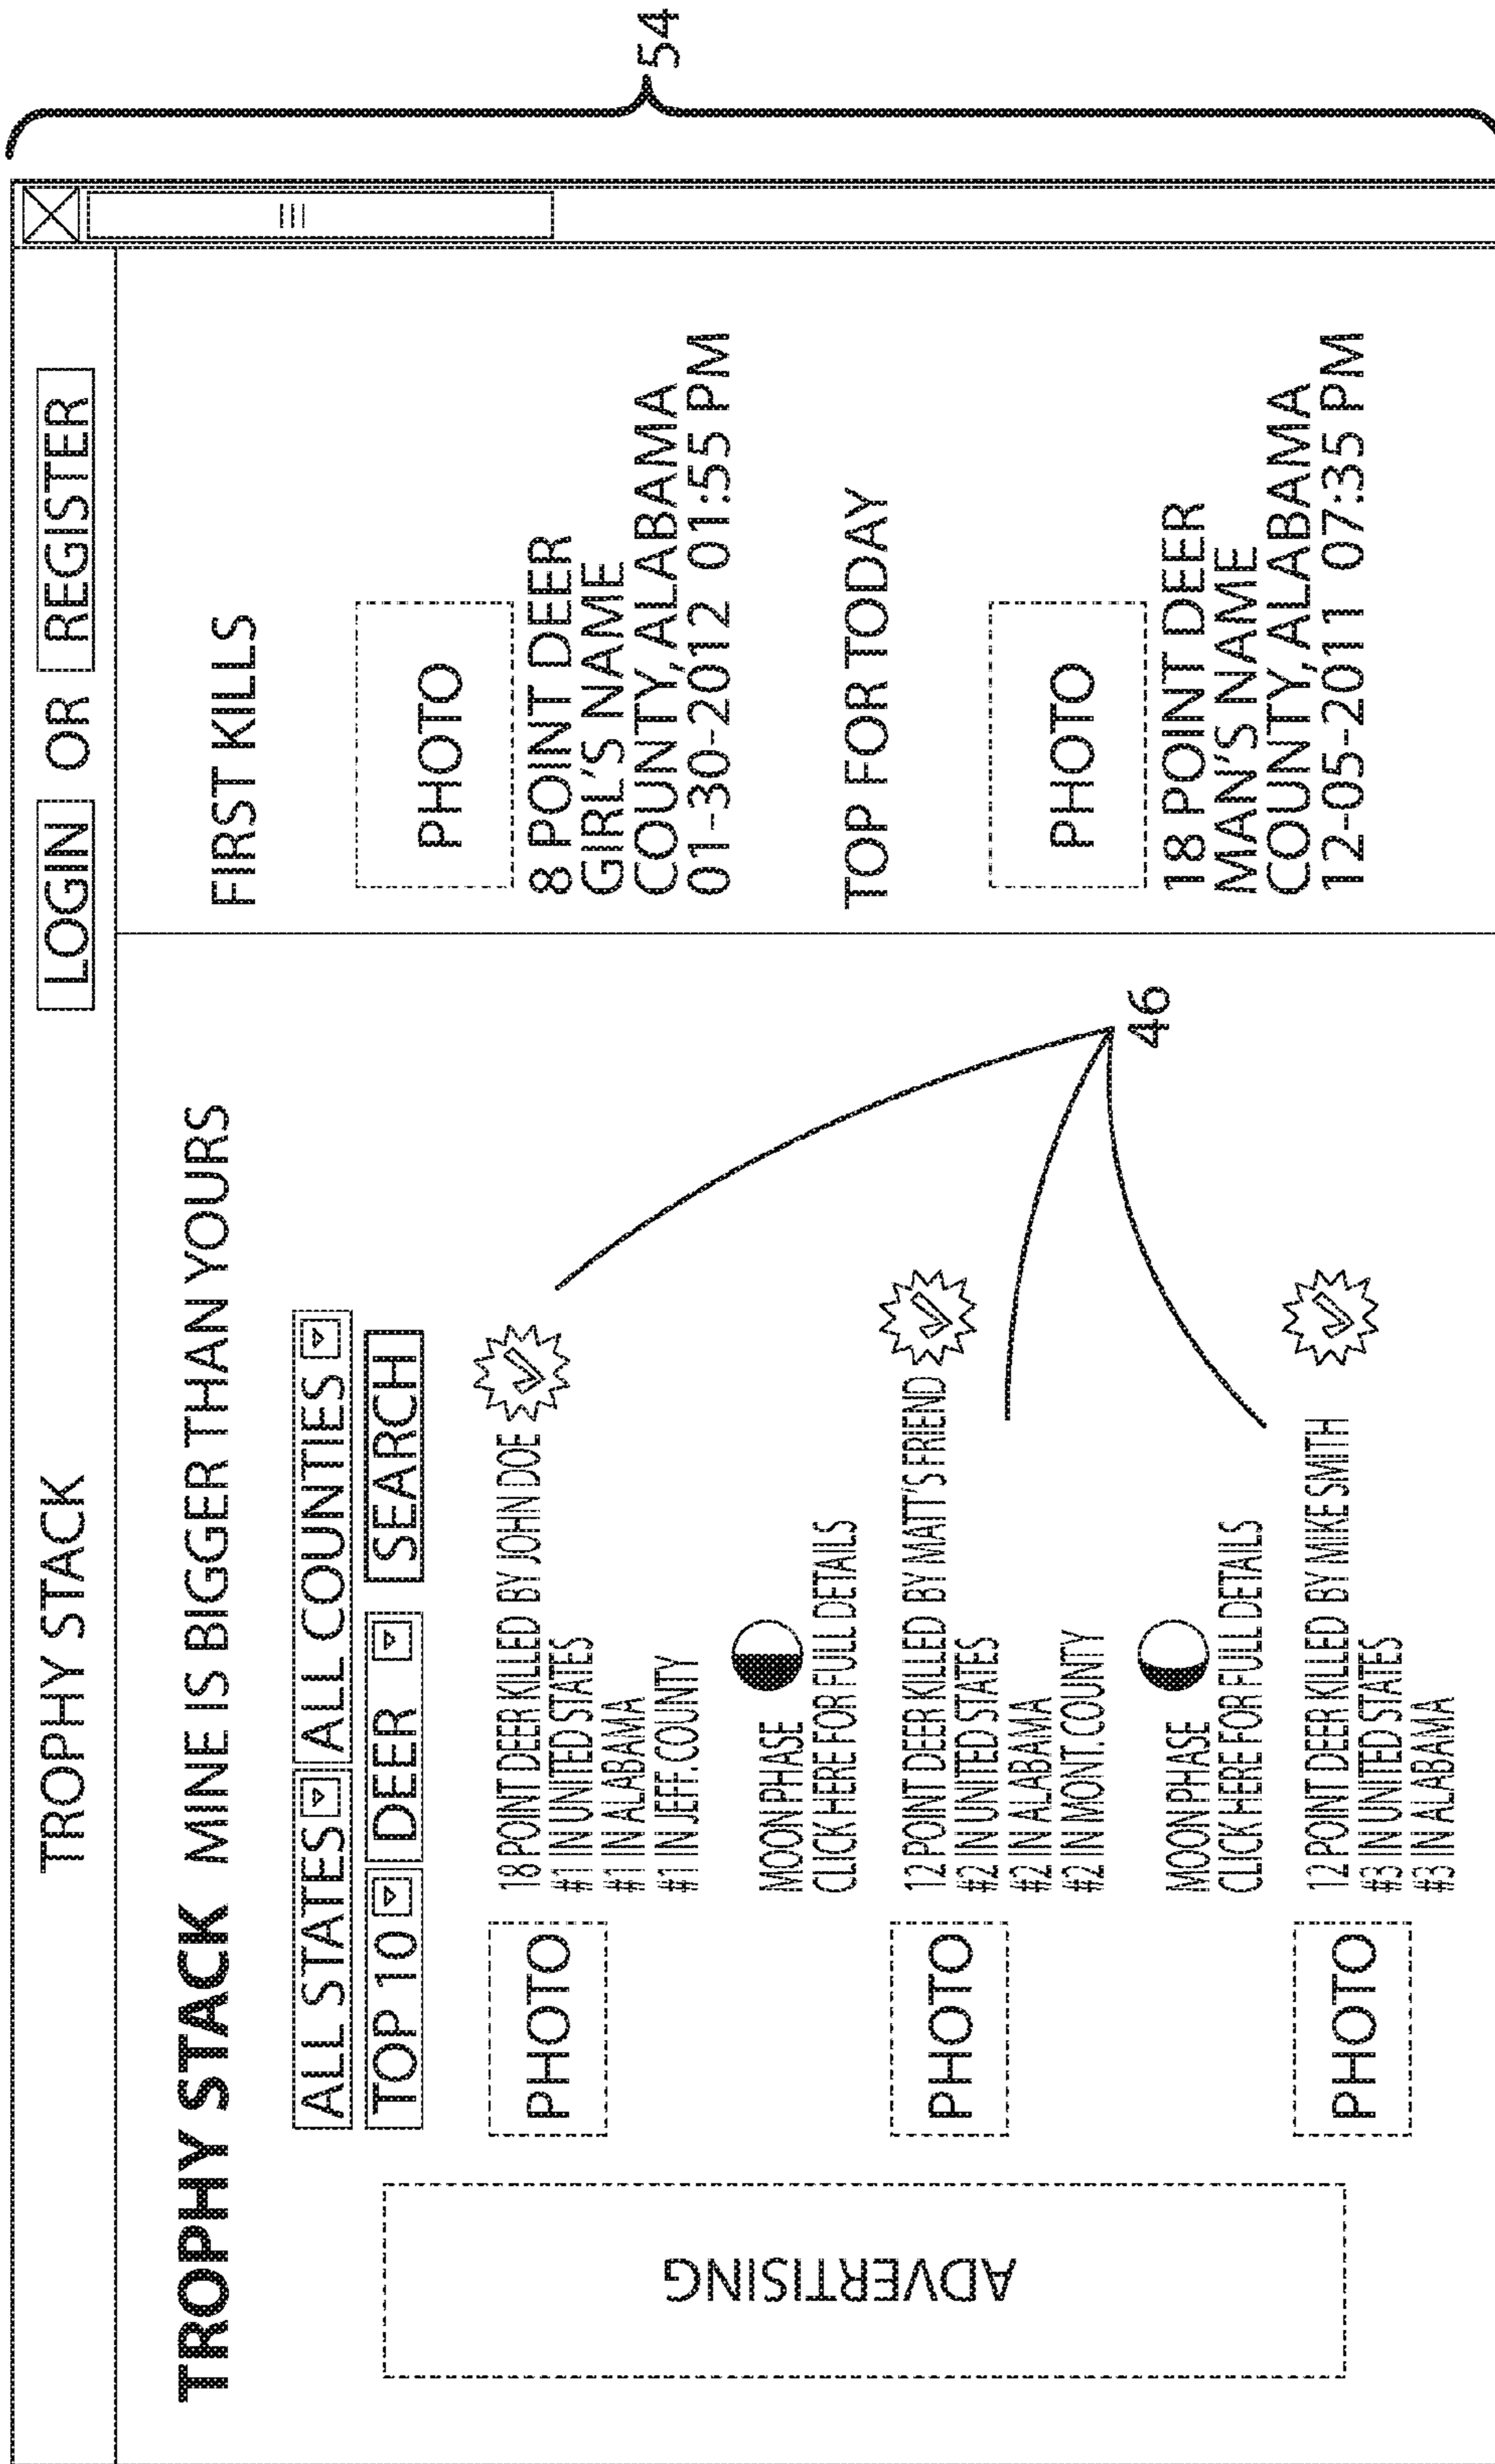 TROPHY STACK
LOGIN OR REGISTER
TROPHY STACK MINE IS BIGGER THAN YOURS
ALL STATES ALL COUNTIES
TOP 10 DEER SEARCH
ADVERTISING
PHOTO
18 POINT DEER KILLED BY JOHN DOE
#1 IN UNITED STATES
#1 IN ALABAMA
#1 IN JEFF. COUNTY
MOON PHASE
CLICK HERE FOR FULL DETAILS
PHOTO
12 POINT DEER KILLED BY MATT'S FRIEND
#2 IN UNITED STATES
#2 IN ALABAMA
#2 IN MONT. COUNTY
MOON PHASE
CLICK HERE FOR FULL DETAILS
PHOTO
12 POINT DEER KILLED BY MIKE SMITH
#3 IN UNITED STATES
#3 IN ALABAMA
46
FIRST KILLS
PHOTO
8 POINT DEER
GIRL'S NAME
COUNTY, ALABAMA
01-30-2012 01:55 PM
TOP FOR TODAY
PHOTO
18 POINT DEER
MAN'S NAME
COUNTY, ALABAMA
12-05-2011 07:35 PM
54